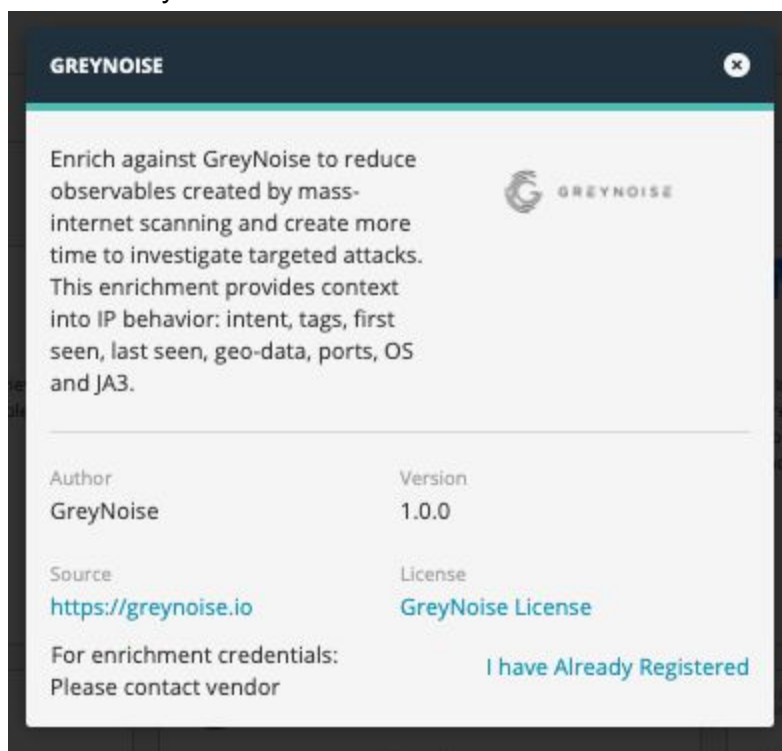 GREYNOISE
Enrich against GreyNoise to reduce
observables created by mass-
internet scanning and create more
time to investigate targeted attacks.
This enrichment provides context
into IP behavior: intent, tags, first
seen, last seen, geo-data, ports, OS
and JA3.
GREYNOISE
Author
Version
GreyNoise
1.0.0
Source
License
https://greynoise.io
GreyNoise License
For enrichment credentials:
Please contact vendor
I have Already Registered